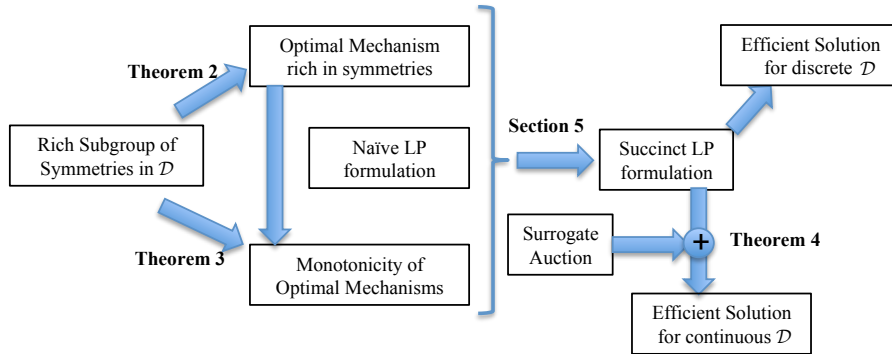 Optimal Mechanism
rich in symmetries
Efficient Solution
for discrete 𝒟
Theorem 2
Section 5
Rich Subgroup of
Symmetries in 𝒟
Naïve LP
formulation
Succinct LP
formulation
Theorem 3
Surrogate
Auction
+
Theorem 4
Monotonicity of
Optimal Mechanisms
Efficient Solution
for continuous 𝒟